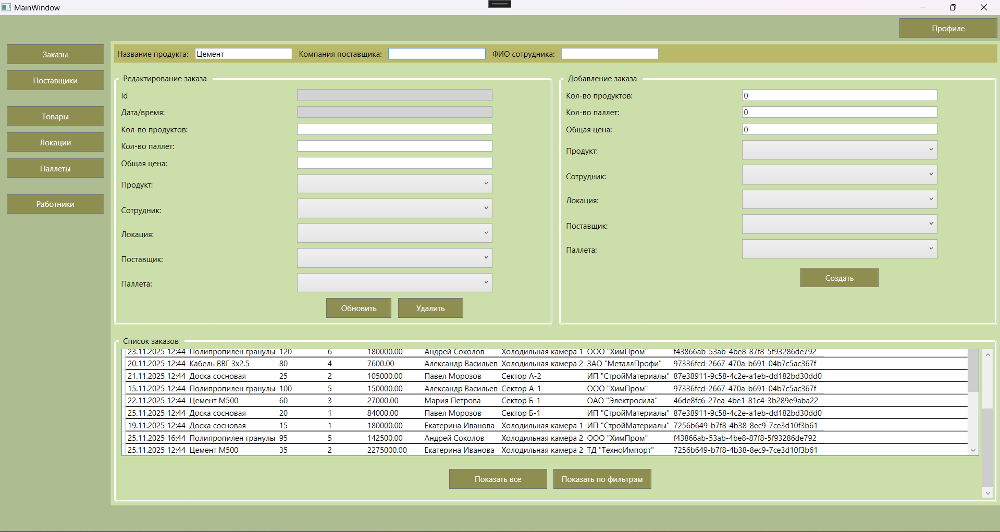 MainWindow
Профиле
Заказы
Поставщики
Товары
Локации
Паллеты
Работники
Название продукта: Цемент Компания поставщика: ФИО сотрудника:
Редактирование заказа
Id
Дата/время:
Кол-во продуктов:
Кол-во паллет:
Общая цена:
Продукт:
Сотрудник:
Локация:
Поставщик:
Паллета:
Обновить Удалить
Добавление заказа
Кол-во продуктов: 0
Кол-во паллет: 0
Общая цена: 0
Продукт:
Сотрудник:
Локация:
Поставщик:
Паллета:
Создать
Список заказов
23.11.2025 12:44 Полипропилен гранулы 120 6 180000.00 Андрей Соколов Холодильная камера 1 ООО "ХимПром" f43866ab-53ab-4be8-87f8-5f93286de792
20.11.2025 12:44 Кабель ВВГ 3x2.5 80 4 7600.00 Александр Васильев Холодильная камера 2 ЗАО "МеталлПрофи" 97336fcd-2667-470a-b691-04b7c5ac367f
21.11.2025 12:44 Доска сосновая 25 2 105000.00 Павел Морозов Сектор А-2 ИП "СтройМатериалы" 87e38911-9c58-4c2e-a1eb-dd182bd30dd0
15.11.2025 12:44 Полипропилен гранулы 100 5 150000.00 Александр Васильев Сектор А-1 ООО "ХимПром" 97336fcd-2667-470a-b691-04b7c5ac367f
22.11.2025 12:44 Цемент М500 60 3 27000.00 Мария Петрова Сектор Б-1 ОАО "Электросила" 46de8fc6-27ea-4be1-81c4-3b289e9aba22
25.11.2025 12:44 Доска сосновая 20 1 84000.00 Павел Морозов Сектор Б-1 ИП "СтройМатериалы" 87e38911-9c58-4c2e-a1eb-dd182bd30dd0
19.11.2025 12:44 Доска сосновая 15 1 180000.00 Екатерина Иванова Холодильная камера 1 ИП "СтройМатериалы" 7256b649-b7f8-4b38-8ec9-7ce3d10f3b61
25.11.2025 16:44 Полипропилен гранулы 95 5 142500.00 Андрей Соколов Холодильная камера 2 ООО "ХимПром" f43866ab-53ab-4be8-87f8-5f93286de792
25.11.2025 12:44 Цемент М500 35 2 2275000.00 Екатерина Иванова Холодильная камера 2 ТД "ТехноИмпорт" 7256b649-b7f8-4b38-8ec9-7ce3d10f3b61
Показать всё Показать по фильтрам